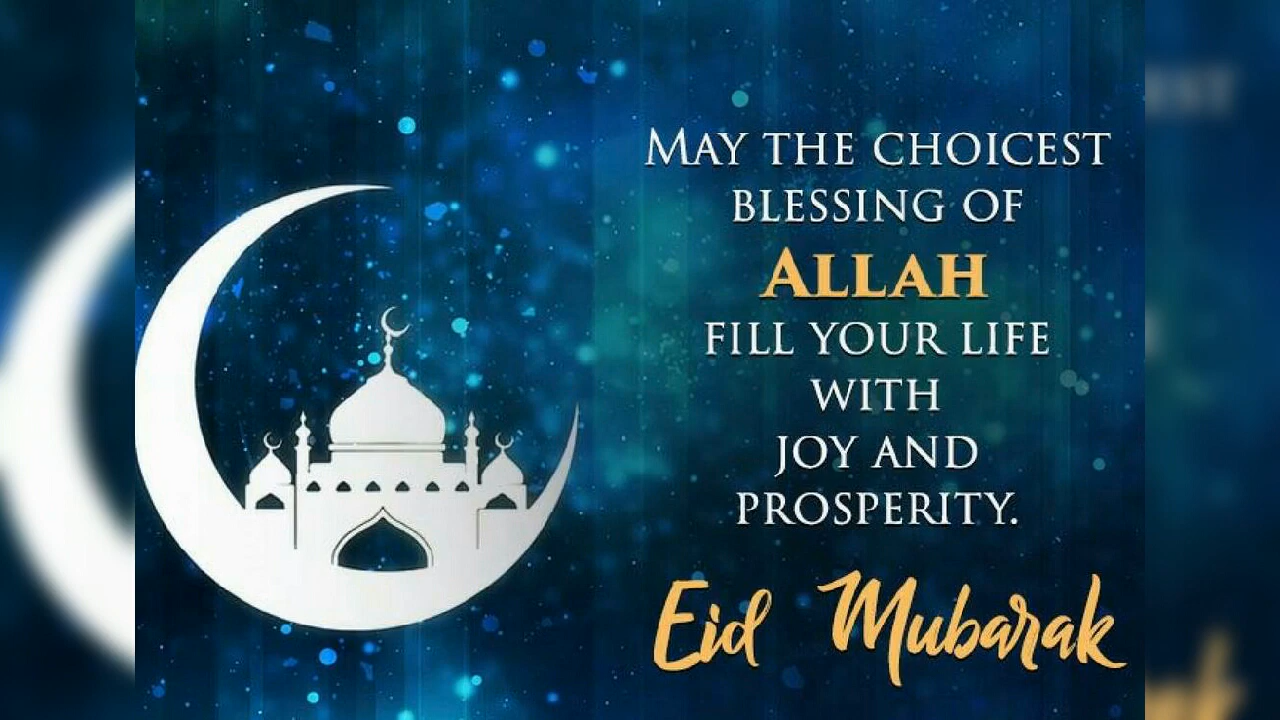 MAY THE CHOICEST
BLESSING OF
ALLAH
FILL YOUR LIFE
WITH
JOY AND
PROSPERITY.
Eid Mubarak